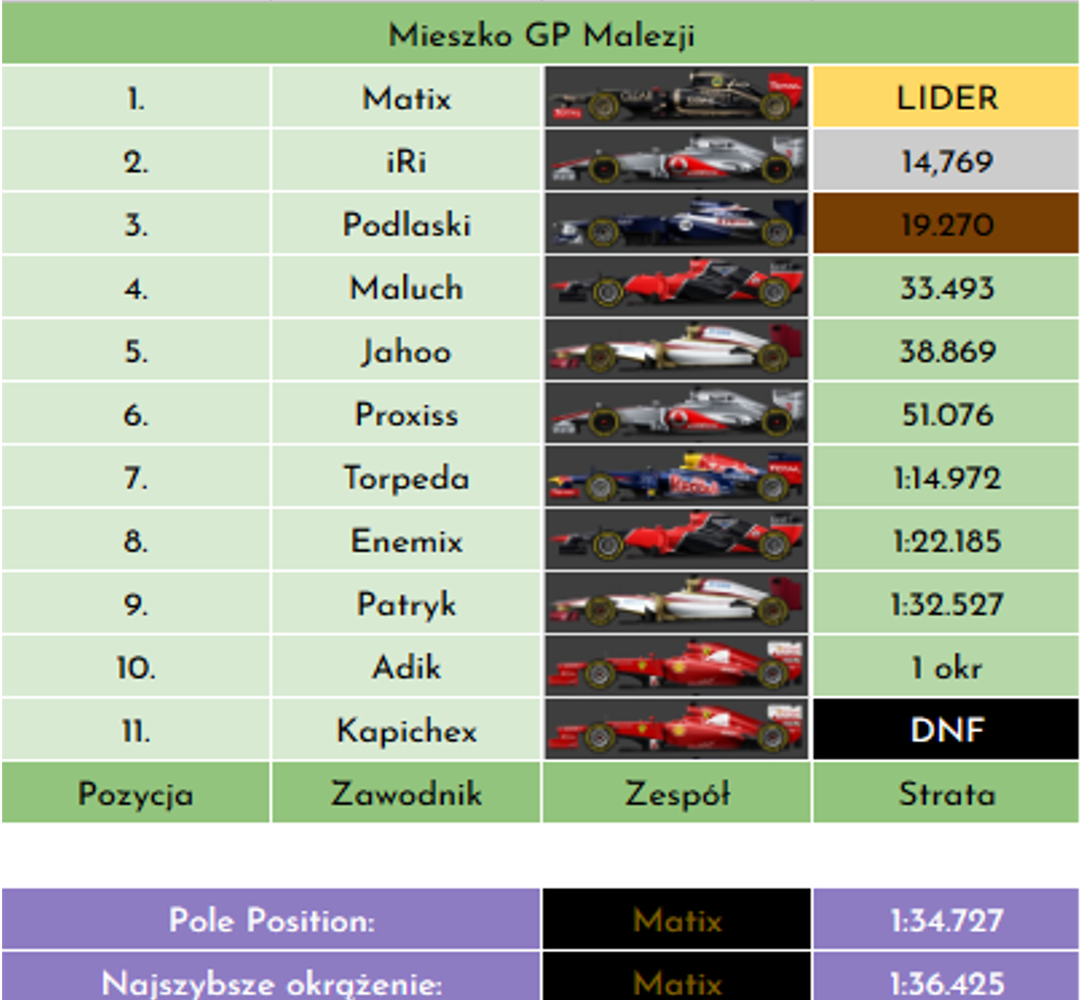 Mieszko GP Malezji
1. Matix LIDER
2. iRi 14,769
3. Podlaski 19.270
4. Maluch 33.493
5. Jahoo 38.869
6. Proxiss 51.076
7. Torpeda 1:14.972
8. Enemix 1:22.185
9. Patryk 1:32.527
10. Adik 1 okr
11. Kapichex DNF
Pozycja Zawodnik Zespół Strata
Pole Position: Matix 1:34.727
Najszybsze okrążenie: Matix 1:36.425